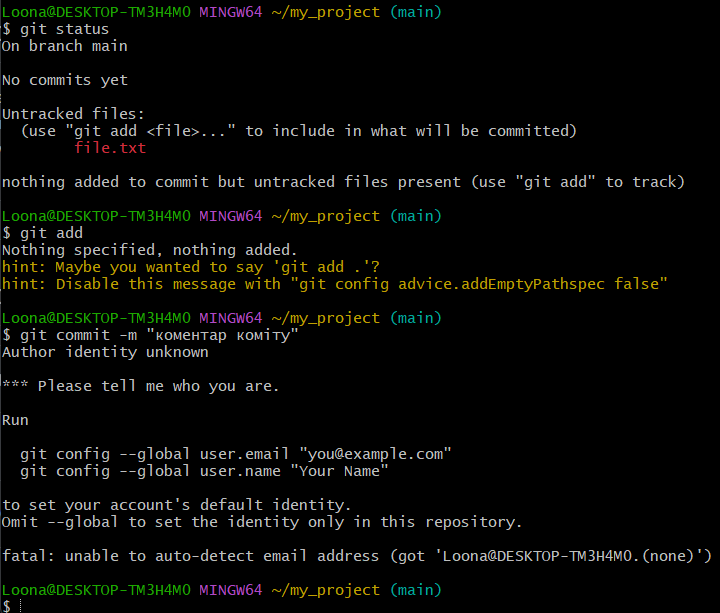 Loona@DESKTOP-TM3H4M0 MINGW64 ~/my_project (main)
$ git status
On branch main
No commits yet
Untracked files:
  (use "git add <file>..." to include in what will be committed)
        file.txt
nothing added to commit but untracked files present (use "git add" to track)
Loona@DESKTOP-TM3H4M0 MINGW64 ~/my_project (main)
$ git add
Nothing specified, nothing added.
hint: Maybe you wanted to say 'git add .'?
hint: Disable this message with "git config advice.addEmptyPathspec false"
Loona@DESKTOP-TM3H4M0 MINGW64 ~/my_project (main)
$ git commit -m "коментар коміту"
Author identity unknown
*** Please tell me who you are.
Run
  git config --global user.email "you@example.com"
  git config --global user.name "Your Name"
to set your account's default identity.
Omit --global to set the identity only in this repository.
fatal: unable to auto-detect email address (got 'Loona@DESKTOP-TM3H4M0.(none)')
Loona@DESKTOP-TM3H4M0 MINGW64 ~/my_project (main)
$